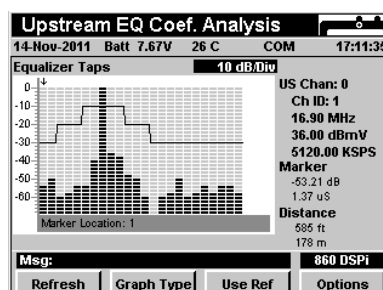 Upstream EQ Coef. Analysis
14-Nov-2011 Batt 7.67V 26 C COM 17:11:35
Equalizer Taps 10 dB/Div
US Chan: 0
Ch ID: 1
16.90 MHz
36.00 dBmV
5120.00 KSPS
Marker
-53.21 dB
1.37 uS
Distance
585 ft
178 m
0
-10
-20
-30
-40
-50
-60
Marker Location: 1
Msg: 860 DSPi
Refresh Graph Type Use Ref Options